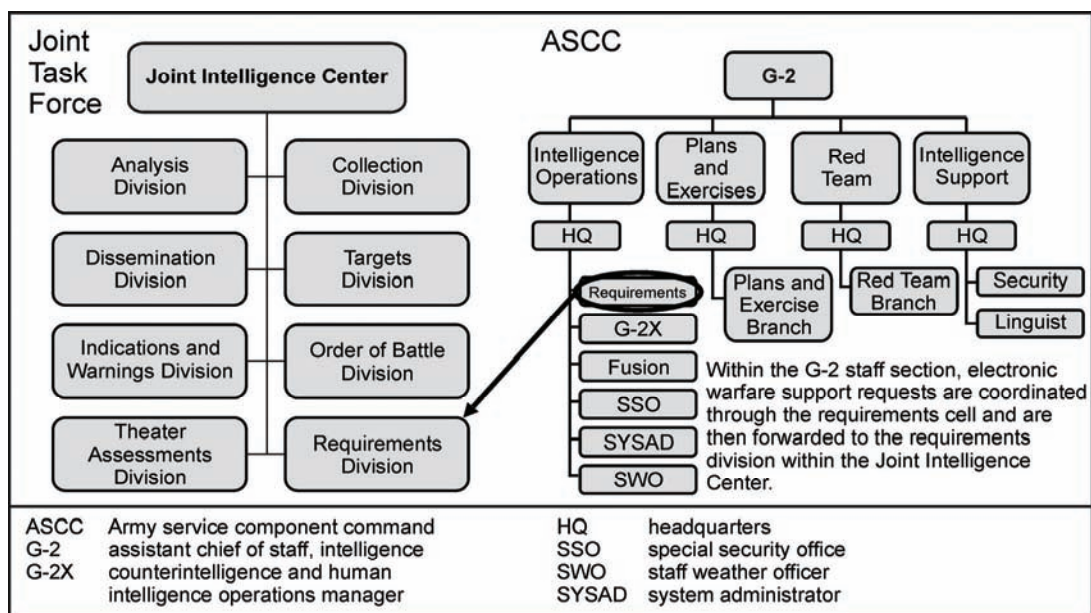 Joint
Task
Force
Joint Intelligence Center
Analysis
Division
Collection
Division
Dissemination
Division
Targets
Division
Indications and
Warnings Division
Order of Battle
Division
Theater
Assessments
Division
Requirements
Division
ASCC
G-2
Intelligence
Operations
Plans
and
Exercises
Red
Team
Intelligence
Support
HQ
HQ
HQ
HQ
Requirements
G-2X
Fusion
SSO
SYSAD
SWO
Plans and
Exercise
Branch
Red Team
Branch
Security
Linguist
Within the G-2 staff section, electronic
warfare support requests are coordinated
through the requirements cell and are
then forwarded to the requirements
division within the Joint Intelligence
Center.
ASCC Army service component command
G-2 assistant chief of staff, intelligence
G-2X counterintelligence and human
intelligence operations manager
HQ headquarters
SSO special security office
SWO staff weather officer
SYSAD system administrator